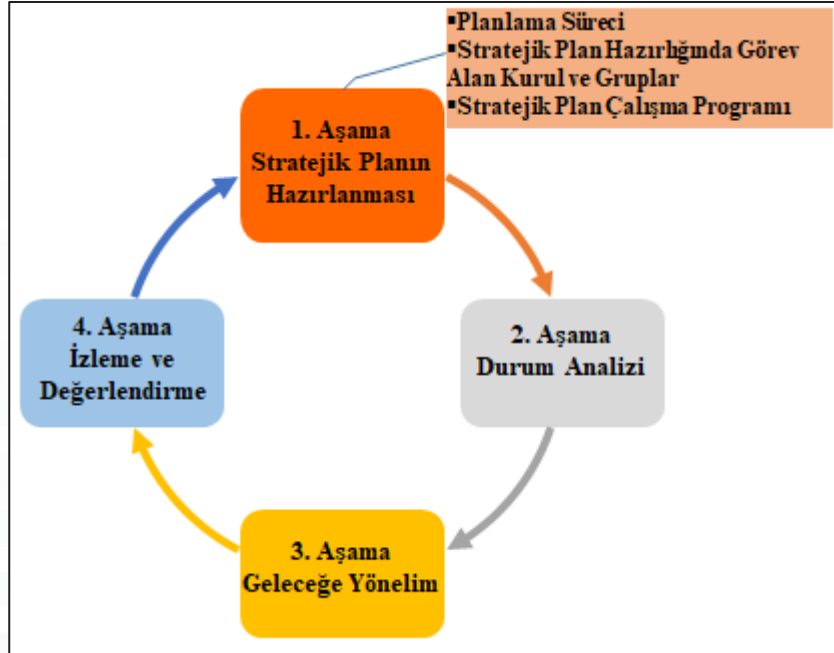 ▪Planlama Süreci
▪Stratejik Plan Hazırlığında Görev
Alan Kurul ve Gruplar
▪Stratejik Plan Çalışma Programı
1. Aşama
Stratejik Planın
Hazırlanması
2. Aşama
Durum Analizi
3. Aşama
Geleceğe Yönelim
4. Aşama
İzleme ve
Değerlendirme